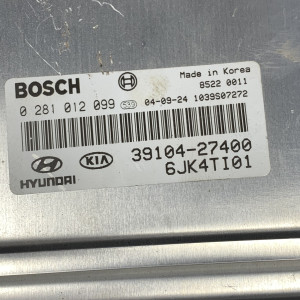 BOSCH
Made in Korea
8522 0011
0 281 012 099 04-09-24 1039S07272
HYUNDAI KIA 39104-27400
6JK4TI01